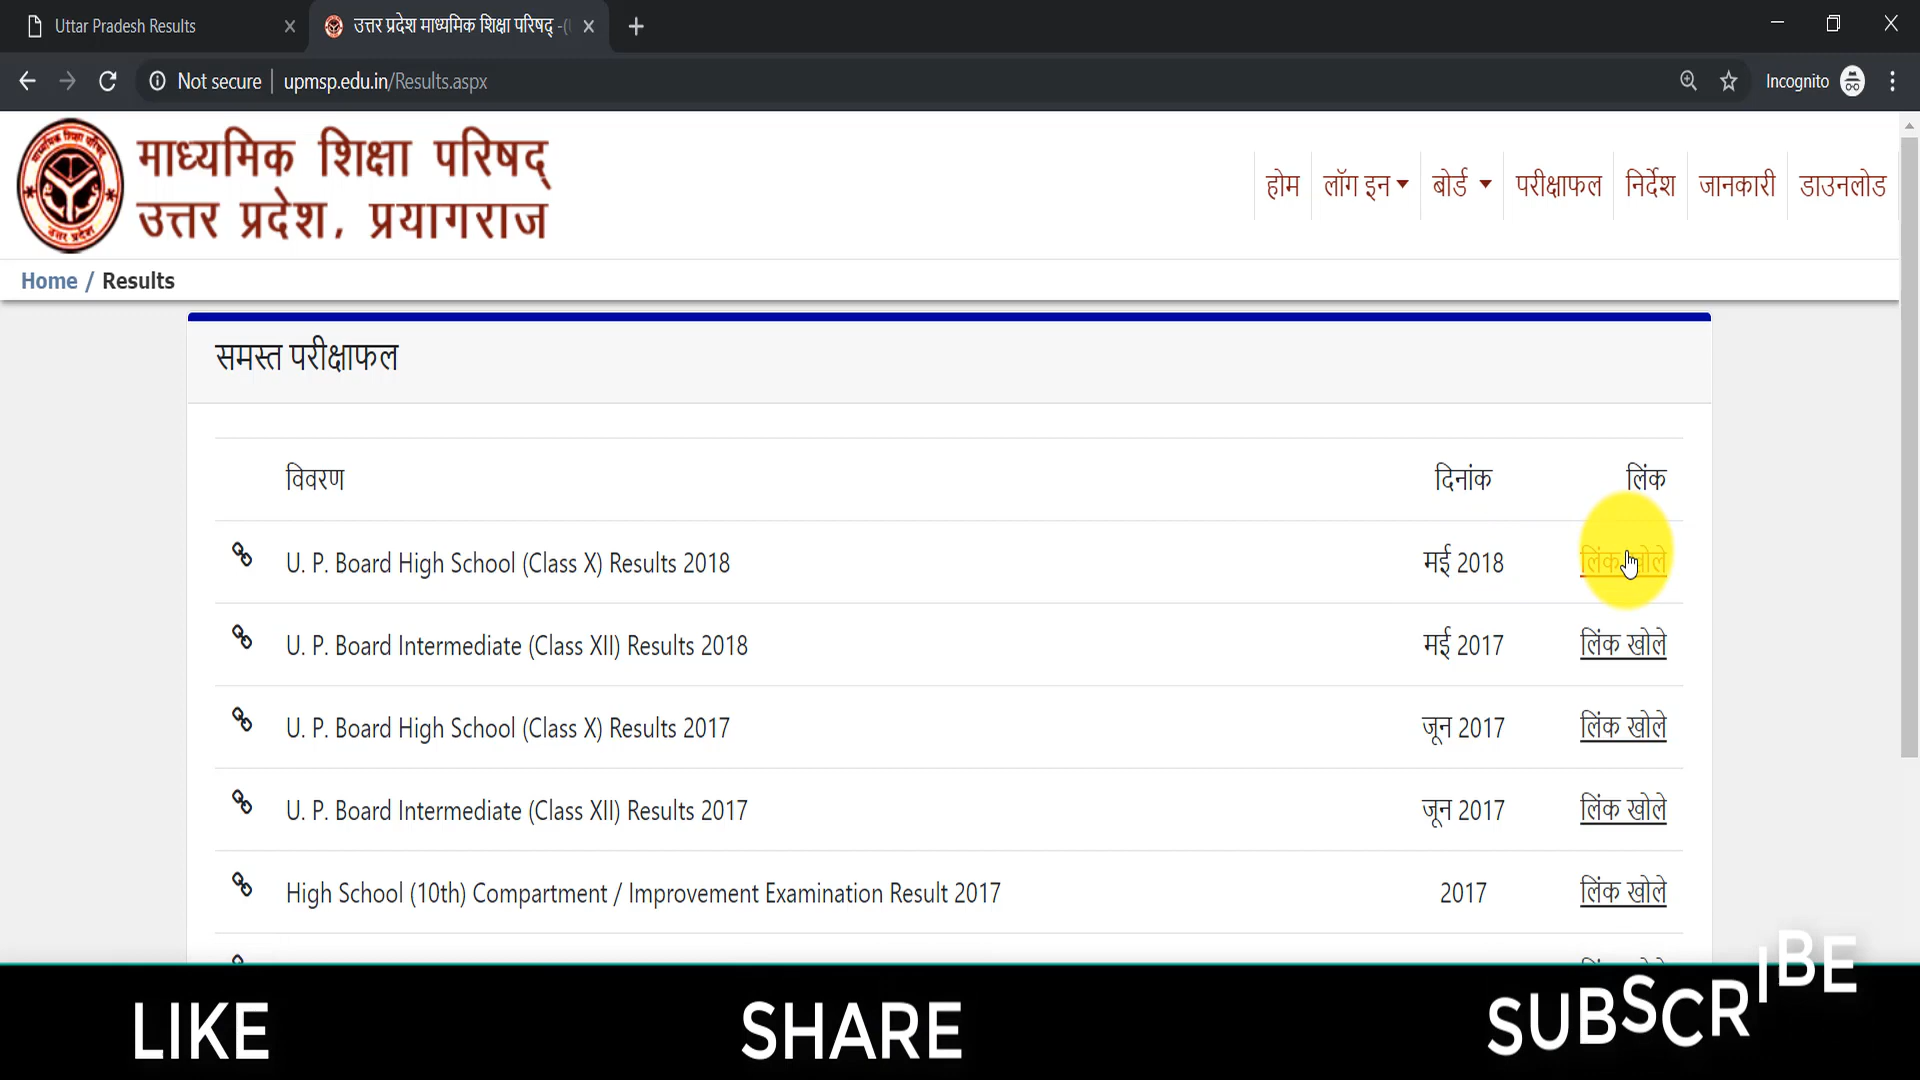 Uttar Pradesh Results
उत्तर प्रदेश माध्यमिक शिक्षा परिषद् -(
Not secure upmsp.edu.in/Results.aspx Incognito
माध्यमिक शिक्षा परिषद्
उत्तर प्रदेश, प्रयागराज
होम लॉग इन बोर्ड परीक्षाफल निर्देश जानकारी डाउनलोड
Home / Results
समस्त परीक्षाफल
विवरण दिनांक लिंक
U. P. Board High School (Class X) Results 2018 मई 2018 लिंक खोले
U. P. Board Intermediate (Class XII) Results 2018 मई 2017 लिंक खोले
U. P. Board High School (Class X) Results 2017 जून 2017 लिंक खोले
U. P. Board Intermediate (Class XII) Results 2017 जून 2017 लिंक खोले
High School (10th) Compartment / Improvement Examination Result 2017 2017 लिंक खोले
LIKE SHARE SUBSCRIBE